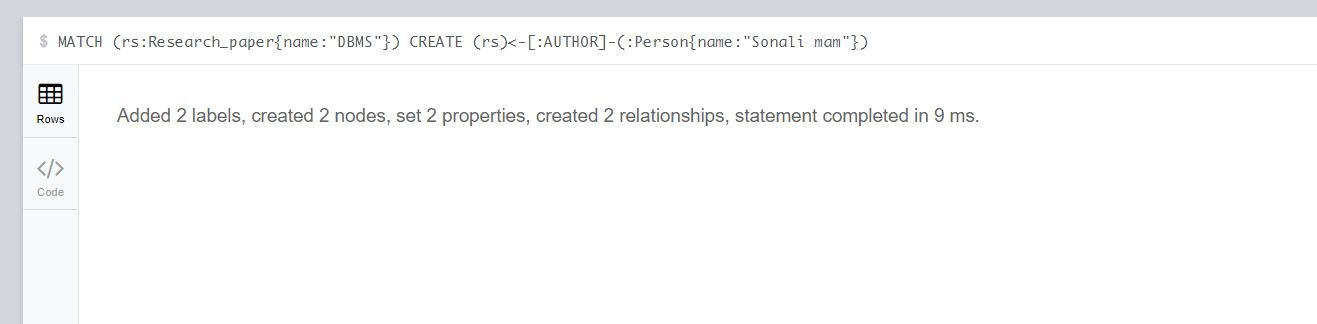 $ MATCH (rs:Research_paper{name:"DBMS"}) CREATE (rs)<-[:AUTHOR]-(:Person{name:"Sonali mam"})
Rows
Added 2 labels, created 2 nodes, set 2 properties, created 2 relationships, statement completed in 9 ms.
</> 
Code